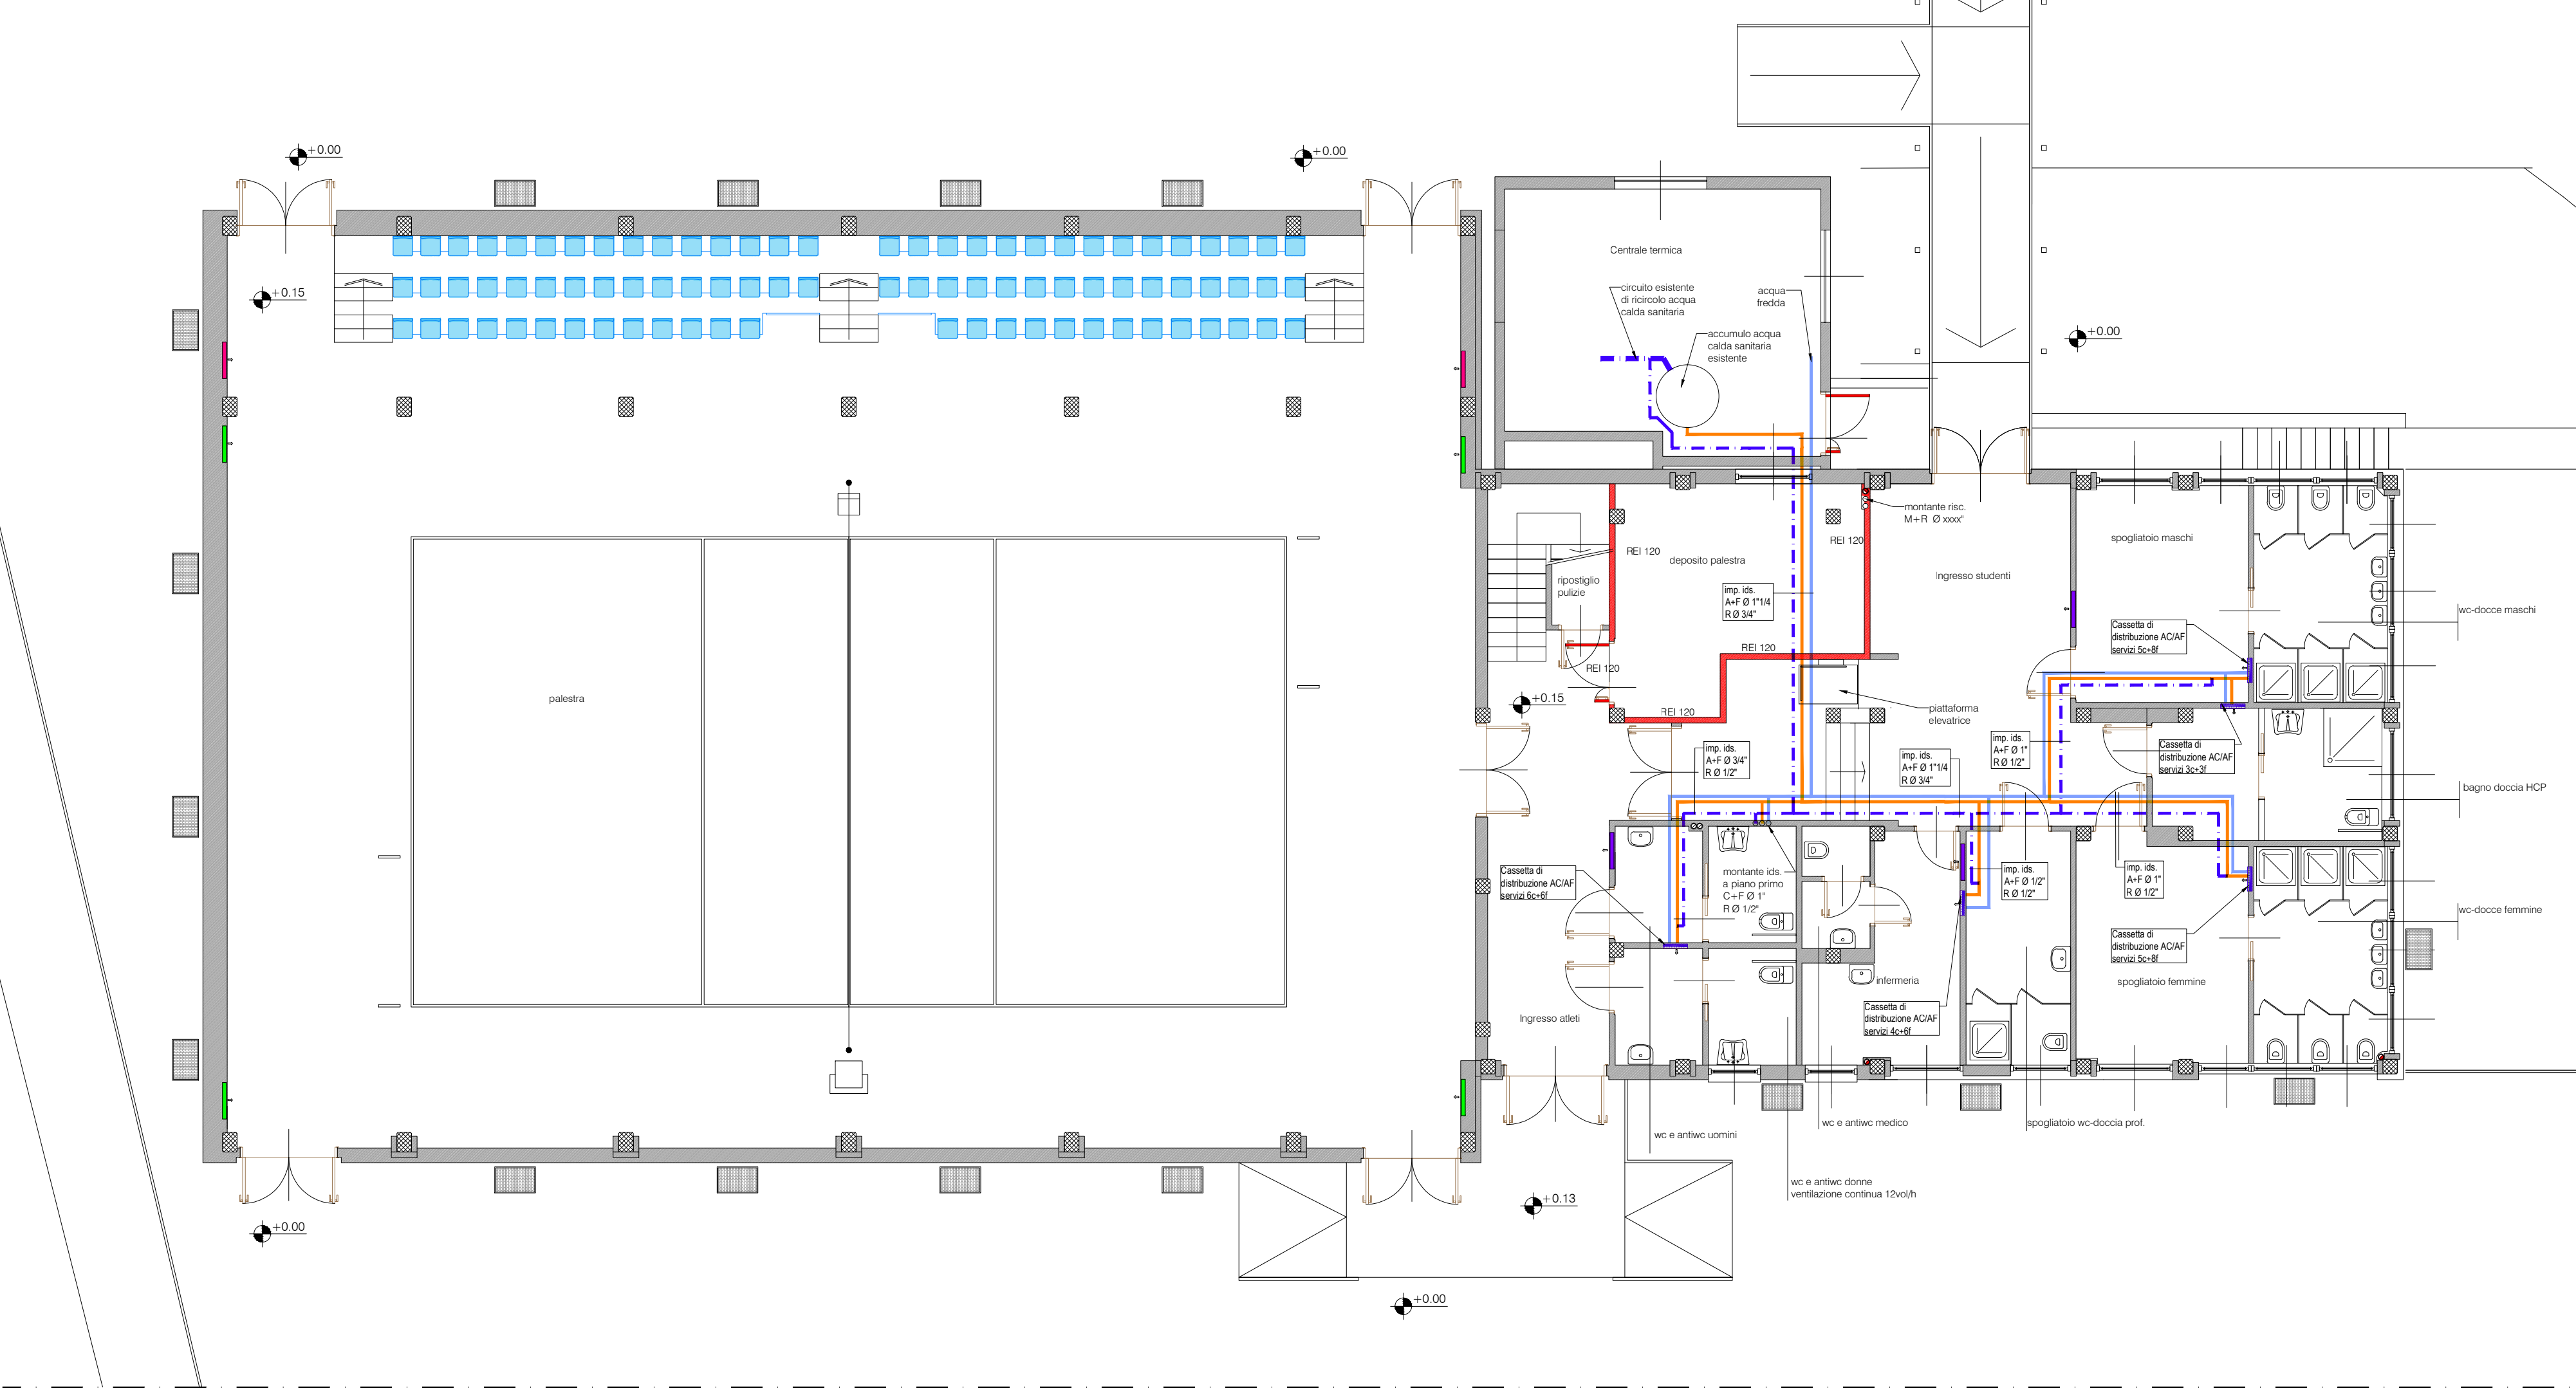 +0.00
+0.00
+0.15
Centrale termica
circuito esistente
di ricircolo acqua
calda sanitaria
acqua
fredda
accumulo acqua
calda sanitaria
esistente
+0.00
montante risc.
M+R Ø xxxx"
REI 120
REI 120
deposito palestra
ripostiglio
pulizie
Ingresso studenti
spogliatoio maschi
imp. ids.
A+F Ø 1"1/4
R Ø 3/4"
wc-docce maschi
Cassetta di
distribuzione AC/AF
servizi 5c+8f
REI 120
REI 120
palestra
+0.15
REI 120
piattaforma
elevatrice
imp. ids.
A+F Ø 3/4"
R Ø 1/2"
imp. ids.
A+F Ø 1"1/4
R Ø 3/4"
imp. ids.
A+F Ø 1"
R Ø 1/2"
Cassetta di
distribuzione AC/AF
servizi 3c+3f
bagno doccia HCP
Cassetta di
distribuzione AC/AF
servizi 6c+6f
montante ids.
a piano primo
C+F Ø 1"
R Ø 1/2"
imp. ids.
A+F Ø 1/2"
R Ø 1/2"
imp. ids.
A+F Ø 1"
R Ø 1/2"
wc-docce femmine
Cassetta di
distribuzione AC/AF
servizi 5c+8f
infermeria
spogliatoio femmine
Cassetta di
distribuzione AC/AF
servizi 4c+6f
Ingresso atleti
wc e antiwc uomini
wc e antiwc medico
spogliatoio wc-doccia prof.
wc e antiwc donne
ventilazione continua 12vol/h
+0.13
+0.00
+0.00